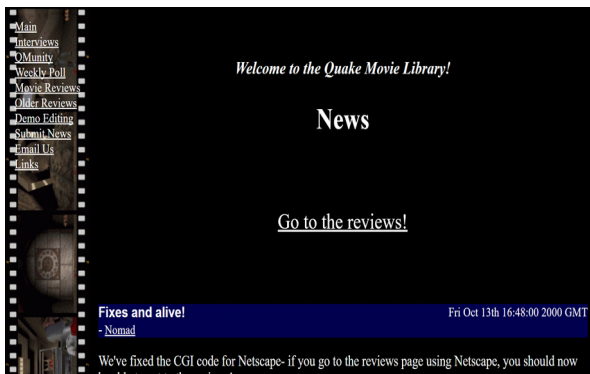 Main
Interviews
QMunity
Weekly Poll
Movie Reviews
Older Reviews
Demo Editing
Submit News
Email Us
Links
Welcome to the Quake Movie Library!
News
Go to the reviews!
Fixes and alive!
Fri Oct 13th 16:48:00 2000 GMT
- Nomad
We've fixed the CGI code for Netscape- if you go to the reviews page using Netscape, you should now